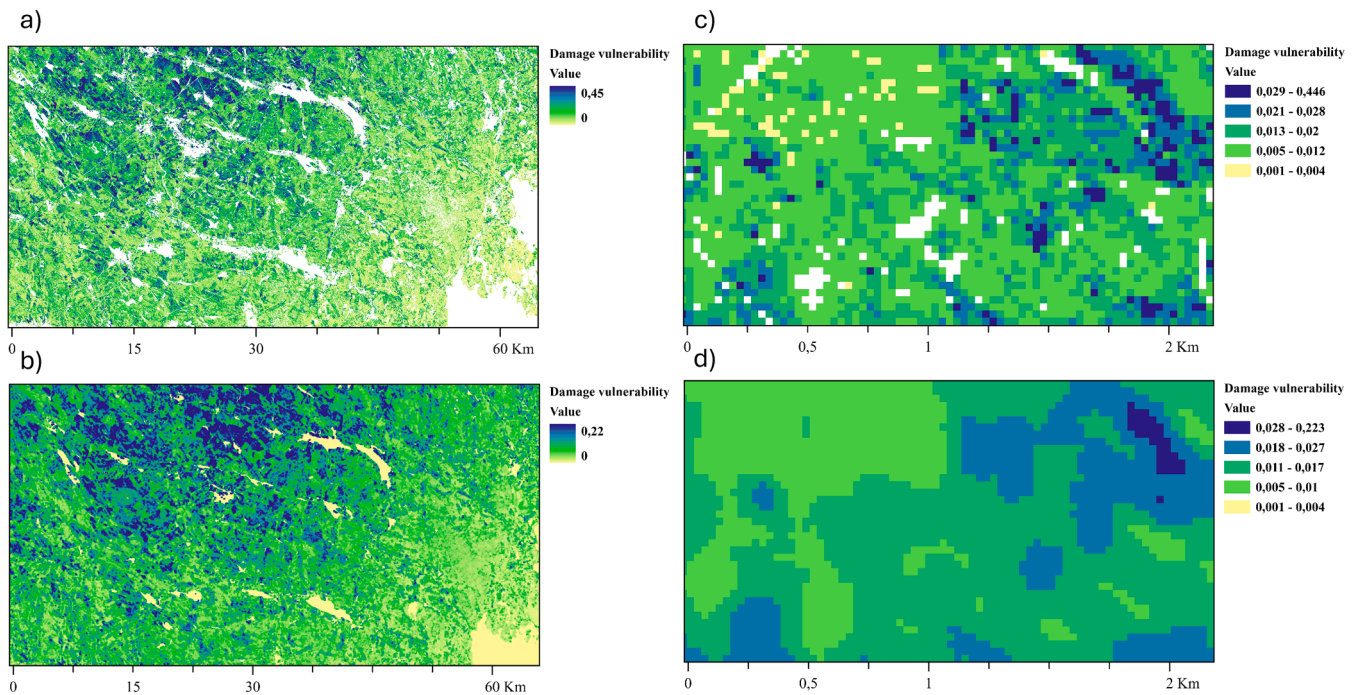 a)
Damage vulnerability
Value
0,45
0
0 15 30 60 Km
b)
Damage vulnerability
Value
0,22
0
0 15 30 60 Km
c)
Damage vulnerability
Value
0,029 - 0,446
0,021 - 0,028
0,013 - 0,02
0,005 - 0,012
0,001 - 0,004
0 0,5 1 2 Km
d)
Damage vulnerability
Value
0,028 - 0,223
0,018 - 0,027
0,011 - 0,017
0,005 - 0,01
0,001 - 0,004
0 0,5 1 2 Km